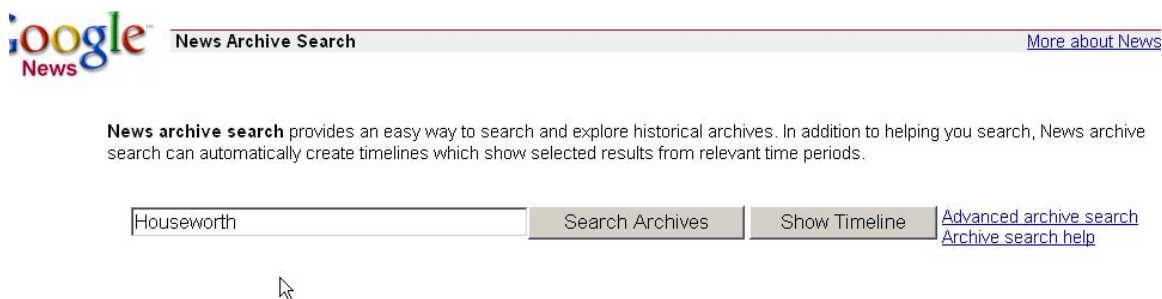 Google
News
News Archive Search
More about News
News archive search provides an easy way to search and explore historical archives. In addition to helping you search, News archive
search can automatically create timelines which show selected results from relevant time periods.
Houseworth
Search Archives
Show Timeline
Advanced archive search
Archive search help